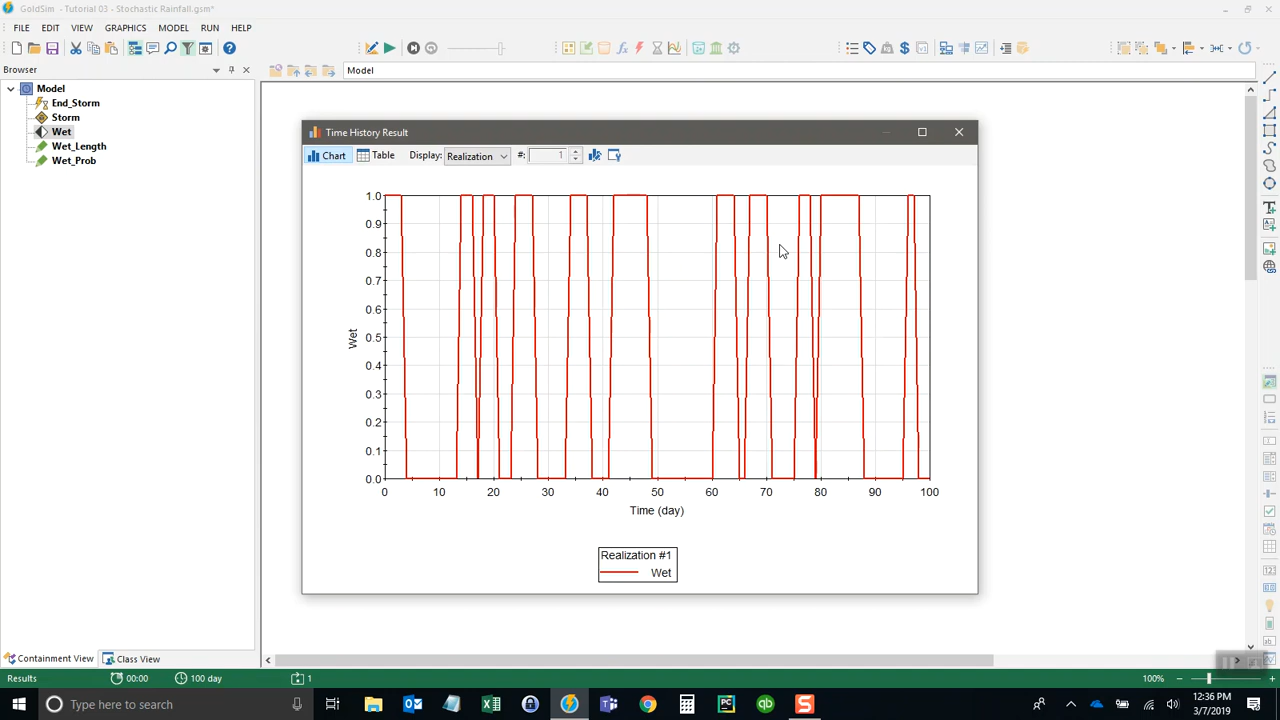 GoldSim - Tutorial 03 - Stochastic Rainfall.gsm*
FILE EDIT VIEW GRAPHICS MODEL RUN HELP
Browser
Model
Model
End_Storm
Storm
Wet
Wet_Length
Wet_Prob
Time History Result
Chart Table Display: Realization #: 1
1.0
0.9
0.8
0.7
0.6
0.5
0.4
0.3
0.2
0.1
0.0
Wet
0 10 20 30 40 50 60 70 80 90 100
Time (day)
Realization #1
Wet
Containment View Class View
Results 00:00 100 day 1 100%
Type here to search
12:36 PM
3/7/2019